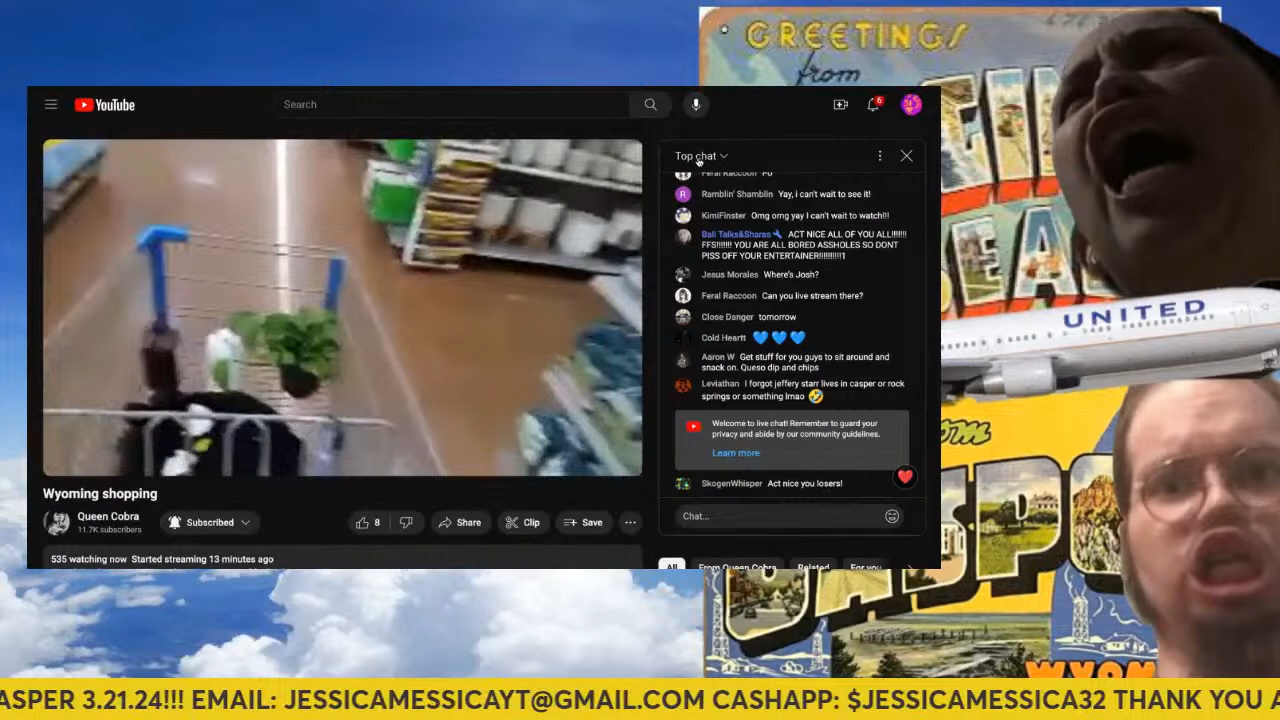 GREETINGS
from
YouTube
Search
6
Top chat
Feral Raccoon
R Ramblin' Shamblin Yay, i can't wait to see it!
KimiFinster Omg omg yay I can't wait to watch!!!
Ball Talks&Shares ACT NICE ALL OF YOU ALL!!!!!!!
FFS!!!!!!! YOU ARE ALL BORED ASSHOLES SO DONT
PISS OFF YOUR ENTERTAINER!!!!!!!!!!1
Jesus Morales Where's Josh?
Feral Raccoon Can you live stream there?
Close Danger tomorrow
Cold Heartt 💙 💙 💙
Aaron W Get stuff for you guys to sit around and
snack on. Queso dip and chips
Leviathan I forgot jeffery starr lives in casper or rock
springs or something lmao 🤣
Welcome to live chat! Remember to guard your
privacy and abide by our community guidelines.
Learn more
SkogenWhisper Act nice you losers!
Chat...
Wyoming shopping
Queen Cobra
11.7K subscribers
Subscribed
8
Share
Clip
Save
535 watching now Started streaming 13 minutes ago
All From Queen Cobra Related For you
UNITED
OM
CASPE
WYOM
ASPER 3.21.24!!! EMAIL: JESSICAMESSICAYT@GMAIL.COM CASHAPP: $JESSICAMESSICA32 THANK YOU A